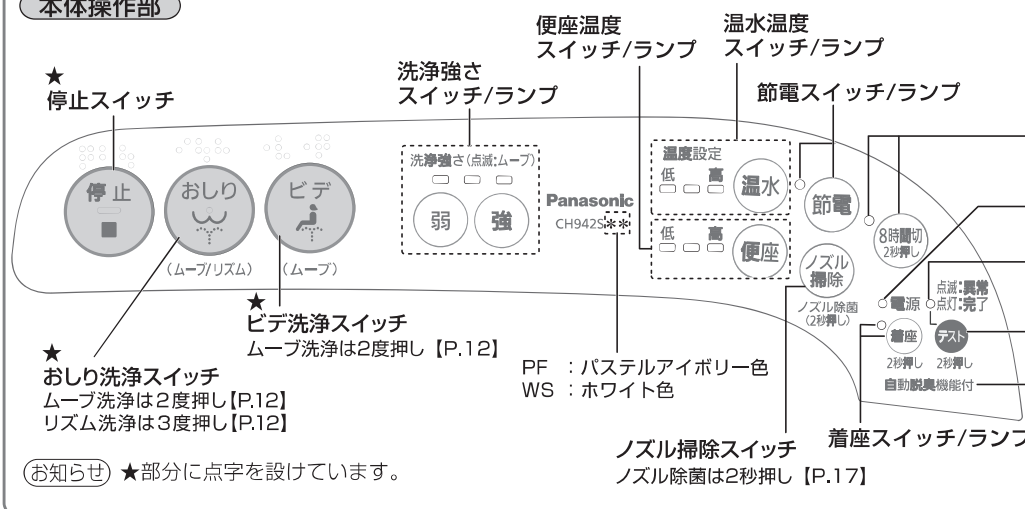 本体操作部
便座温度
スイッチ/ランプ
温水温度
スイッチ/ランプ
★
停止スイッチ
洗浄強さ
スイッチ/ランプ
節電スイッチ/ランプ
停止
おしり
(ムーブ/リズム)
ビデ
(ムーブ)
洗浄強さ(点滅:ムーブ)
弱
強
Panasonic
CH942S**
温度設定
低 高
温水
低 高
便座
節電
8時間切
2秒押し
ノズル
掃除
ノズル除菌
(2秒押し)
電源
点滅:異常
点灯:完了
着座
2秒押し
テスト
2秒押し
自動脱臭機能付
★
ビデ洗浄スイッチ
ムーブ洗浄は2度押し【P.12】
★
おしり洗浄スイッチ
ムーブ洗浄は2度押し【P.12】
リズム洗浄は3度押し【P.12】
PF :パステルアイボリー色
WS :ホワイト色
ノズル掃除スイッチ
ノズル除菌は2秒押し【P.17】
着座スイッチ/ランプ
お知らせ ★部分に点字を設けています。